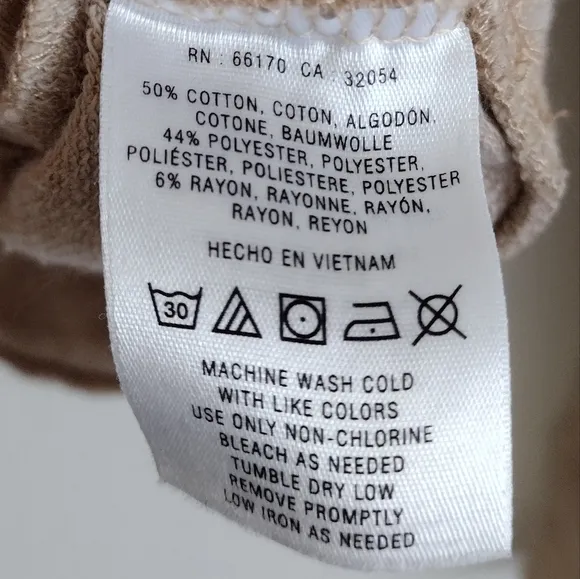 RN : 66170 CA : 32054
50% COTTON, COTON, ALGODÓN,
COTONE, BAUMWOLLE
44% POLYESTER, POLYESTER,
POLIÉSTER, POLIESTERE, POLYESTER
6% RAYON, RAYONNE, RAYÓN,
RAYON, REYON
HECHO EN VIETNAM
30
MACHINE WASH COLD
WITH LIKE COLORS
USE ONLY NON-CHLORINE
BLEACH AS NEEDED
TUMBLE DRY LOW
REMOVE PROMPTLY
LOW IRON AS NEEDED